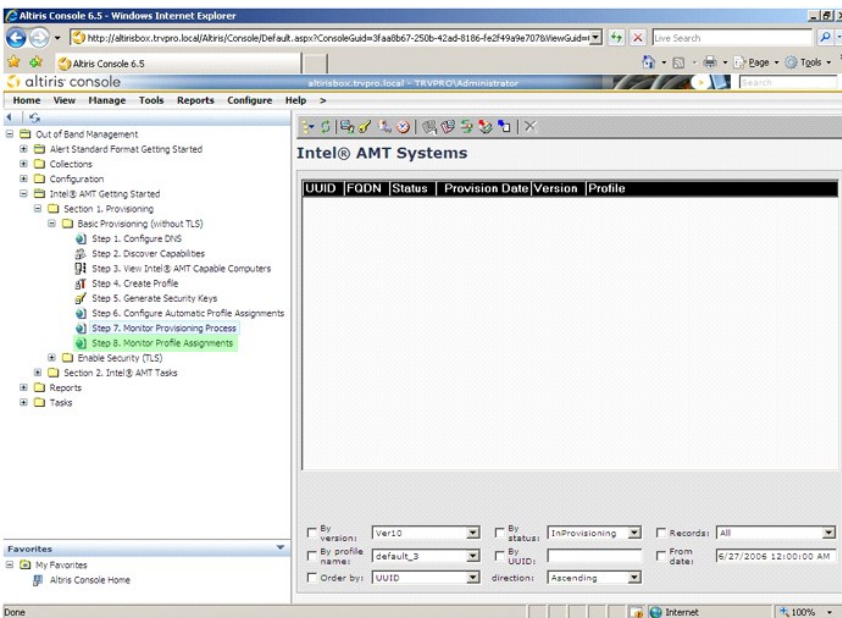 Altiris Console 6.5 - Windows Internet Explorer
http://altirisbox.trvpro.local/Altiris/Console/Default.aspx?ConsoleGuid=3faa8b67-250b-42ad-8186-fe2f49a9e707&ViewGuid=
Live Search
Altiris Console 6.5
Page
Tools
altiris console
altirisbox.trvpro.local - TRVPRO\Administrator
Search
Home View Manage Tools Reports Configure Help >
Out of Band Management
Alert Standard Format Getting Started
Collections
Configuration
Intel® AMT Getting Started
Section 1. Provisioning
Basic Provisioning (without TLS)
Step 1. Configure DNS
Step 2. Discover Capabilities
Step 3. View Intel® AMT Capable Computers
Step 4. Create Profile
Step 5. Generate Security Keys
Step 6. Configure Automatic Profile Assignments
Step 7. Monitor Provisioning Process
Step 8. Monitor Profile Assignments
Enable Security (TLS)
Section 2. Intel® AMT Tasks
Reports
Tasks
Favorites
My Favorites
Altris Console Home
Intel® AMT Systems
UUID FQDN Status Provision Date Version Profile
By version: Ver10 By status: InProvisioning Records: All
By profile name: default_3 By UUID: From date: 6/27/2006 12:00:00 AM
Order by: UUID direction: Ascending
Done
Internet
100%